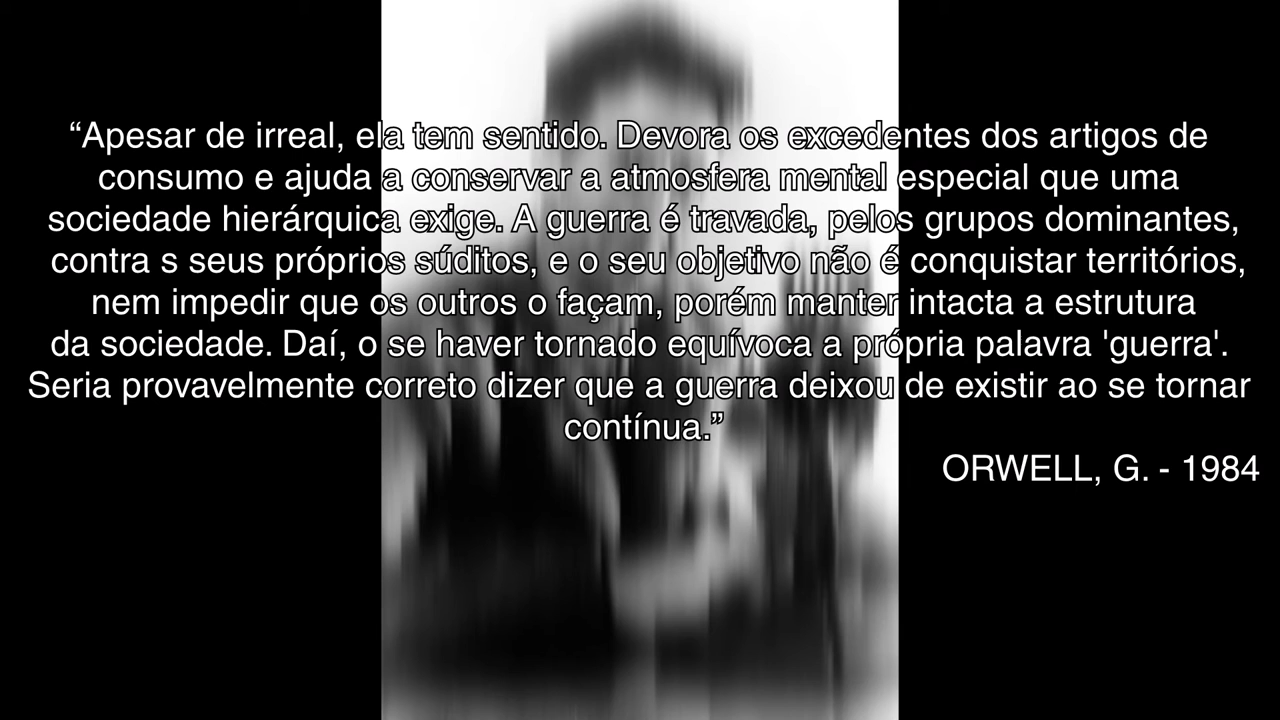 “Apesar de irreal, ela tem sentido. Devora os excedentes dos artigos de
consumo e ajuda a conservar a atmosfera mental especial que uma
sociedade hierárquica exige. A guerra é travada, pelos grupos dominantes,
contra s seus próprios súditos, e o seu objetivo não é conquistar territórios,
nem impedir que os outros o façam, porém manter intacta a estrutura
da sociedade. Daí, o se haver tornado equívoca a própria palavra 'guerra'.
Seria provavelmente correto dizer que a guerra deixou de existir ao se tornar
contínua.”
ORWELL, G. - 1984